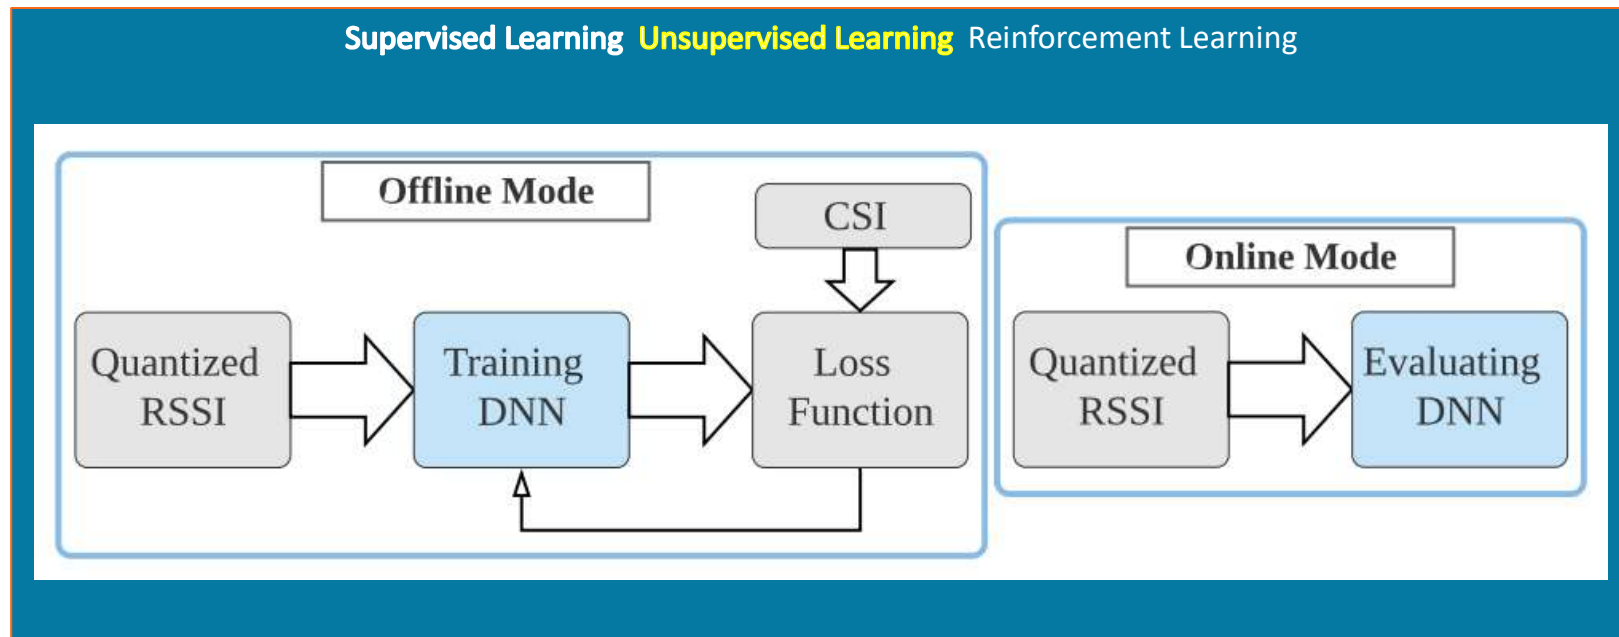 Supervised Learning Unsupervised Learning Reinforcement Learning
Offline Mode
CSI
Quantized
RSSI
Training
DNN
Loss
Function
Online Mode
Quantized
RSSI
Evaluating
DNN